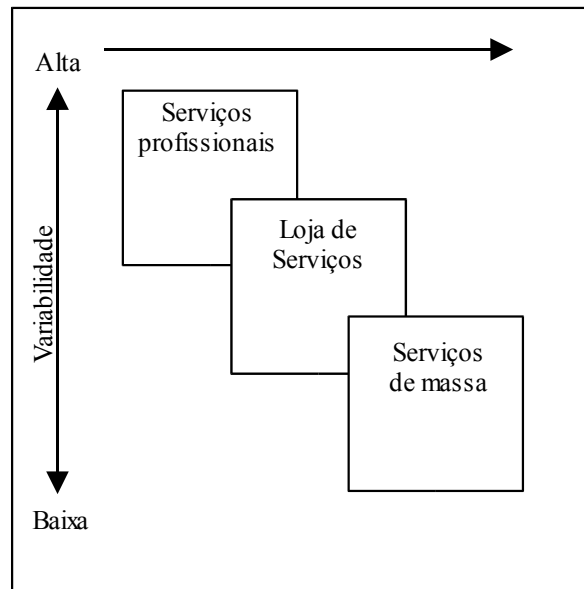 Alta
Serviços
profissionais
Loja de
Serviços
Variabilidade
Serviços
de massa
Baixa